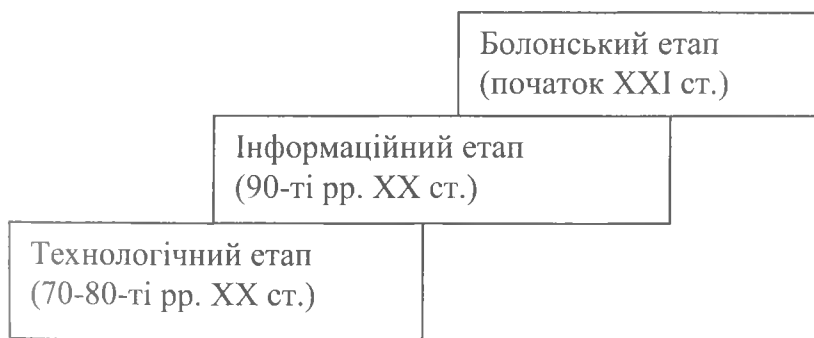 Болонський етап
(початок XXI ст.)
Інформаційний етап
(90-ті рр. XX ст.)
Технологічний етап
(70-80-ті рр. XX ст.)